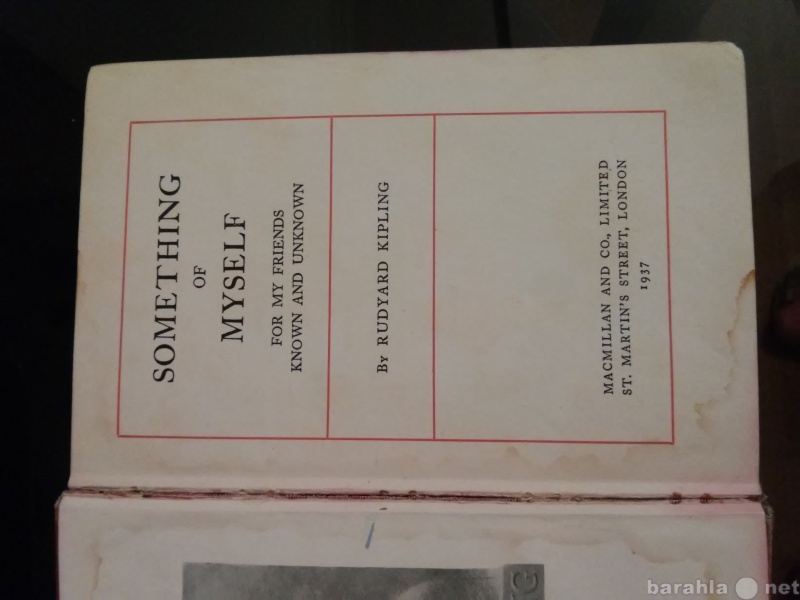 SOMETHING
OF
MYSELF
FOR MY FRIENDS
KNOWN AND UNKNOWN
By RUDYARD KIPLING
MACMILLAN AND CO., LIMITED
ST. MARTIN'S STREET, LONDON
1937
barahla.net